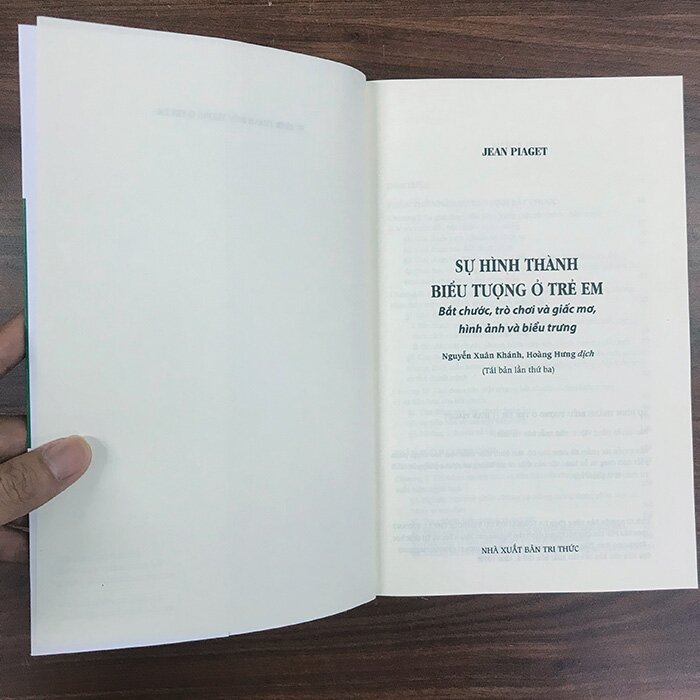 JEAN PIAGET
SỰ HÌNH THÀNH
BIỂU TƯỢNG Ở TRẺ EM
Bắt chước, trò chơi và giấc mơ,
hình ảnh và biểu trưng
Nguyễn Xuân Khánh, Hoàng Hưng dịch
(Tái bản lần thứ ba)
NHÀ XUẤT BẢN TRI THỨC